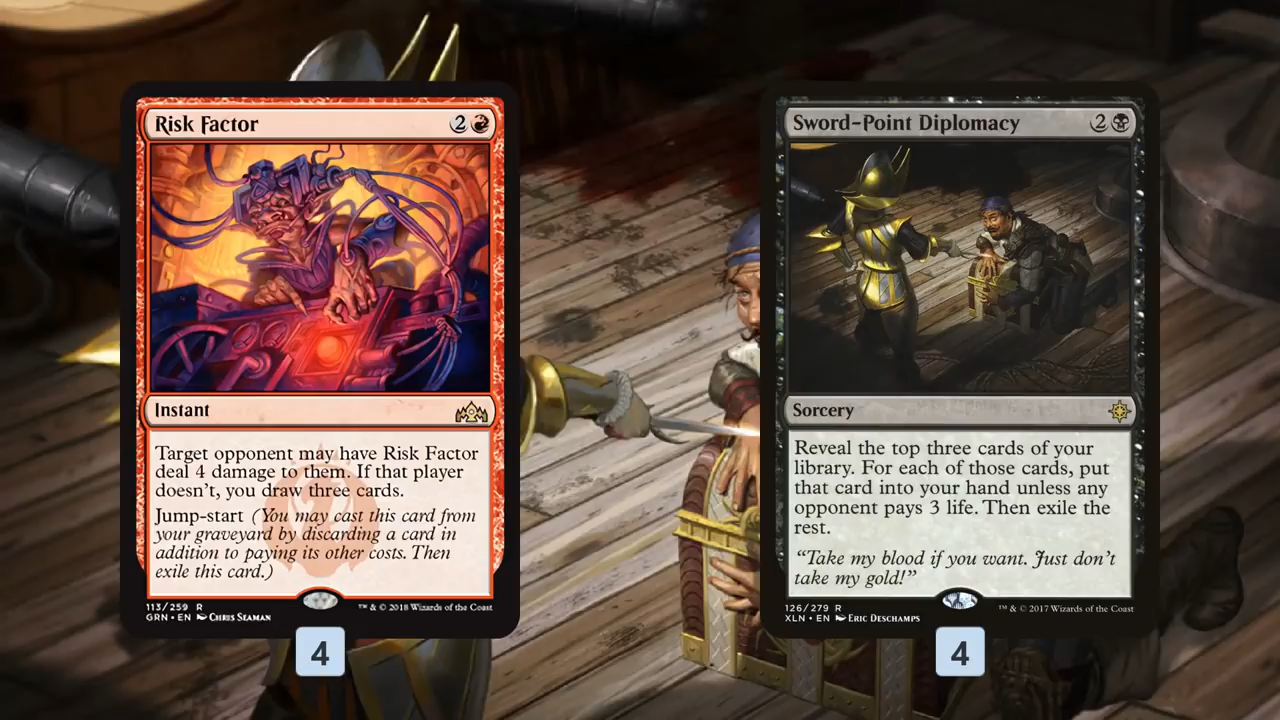 Risk Factor 2
Instant
Target opponent may have Risk Factor
deal 4 damage to them. If that player
doesn't, you draw three cards.
Jump-start (You may cast this card from
your graveyard by discarding a card in
addition to paying its other costs. Then
exile this card.)
113/259 R
GRN • EN Chris Seaman
™ & © 2018 Wizards of the Coast
4
Sword-Point Diplomacy 2
Sorcery
Reveal the top three cards of your
library. For each of those cards, put
that card into your hand unless any
opponent pays 3 life. Then exile the
rest.
"Take my blood if you want. Just don't
take my gold!"
126/279 R
XLN • EN Eric Deschamps
™ & © 2017 Wizards of the Coast
4